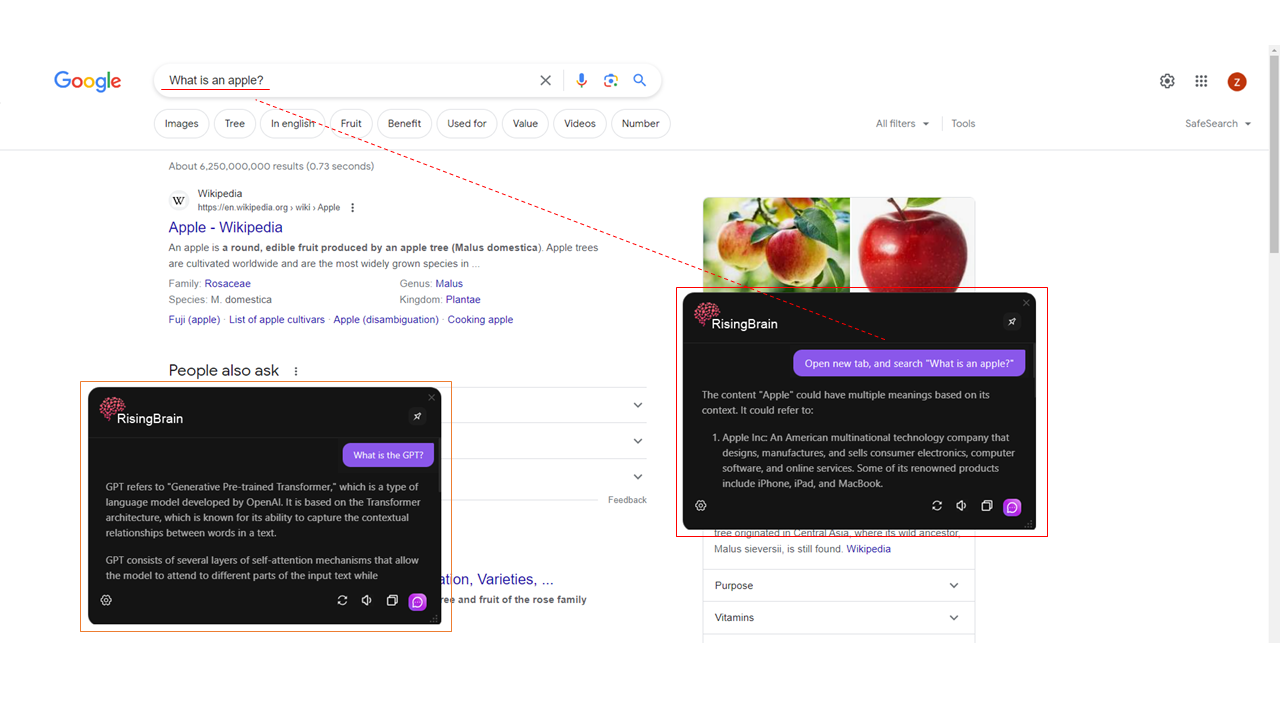 Google
What is an apple?
Z
Images
Tree
In english
Fruit
Benefit
Used for
Value
Videos
Number
All filters
Tools
SafeSearch
About 6,250,000,000 results (0.73 seconds)
W
Wikipedia
https://en.wikipedia.org › wiki › Apple
Apple - Wikipedia
An apple is a round, edible fruit produced by an apple tree (Malus domestica). Apple trees
are cultivated worldwide and are the most widely grown species in ...
Family: Rosaceae
Genus: Malus
Species: M. domestica
Kingdom: Plantae
Fuji (apple) · List of apple cultivars · Apple (disambiguation) · Cooking apple
People also ask
Feedback
RisingBrain
What is the GPT?
GPT refers to "Generative Pre-trained Transformer," which is a type of
language model developed by OpenAI. It is based on the Transformer
architecture, which is known for its ability to capture the contextual
relationships between words in a text.
GPT consists of several layers of self-attention mechanisms that allow
the model to attend to different parts of the input text while
Varieties, ...
and fruit of the rose family
RisingBrain
Open new tab, and search "What is an apple?"
The content "Apple" could have multiple meanings based on its
context. It could refer to:
1. Apple Inc: An American multinational technology company that
designs, manufactures, and sells consumer electronics, computer
software, and online services. Some of its renowned products
include iPhone, iPad, and MacBook.
tree originated in Central Asia, where its wild ancestor,
Malus sieversii, is still found. Wikipedia
Purpose
Vitamins